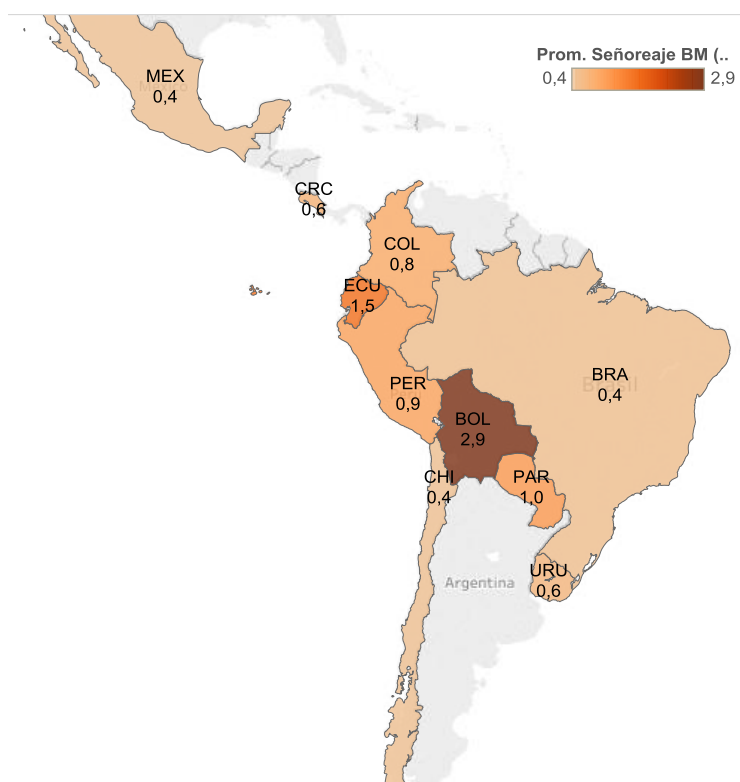 Prom. Señoreaje BM (..
0,4
2,9
MEX
0,4
CRC
0,6
COL
0,8
ECU
1,5
PER
0,9
BRA
Brasil
0,4
BOL
2,9
CHI
0,4
PAR
1,0
URU
0,6
Argentina